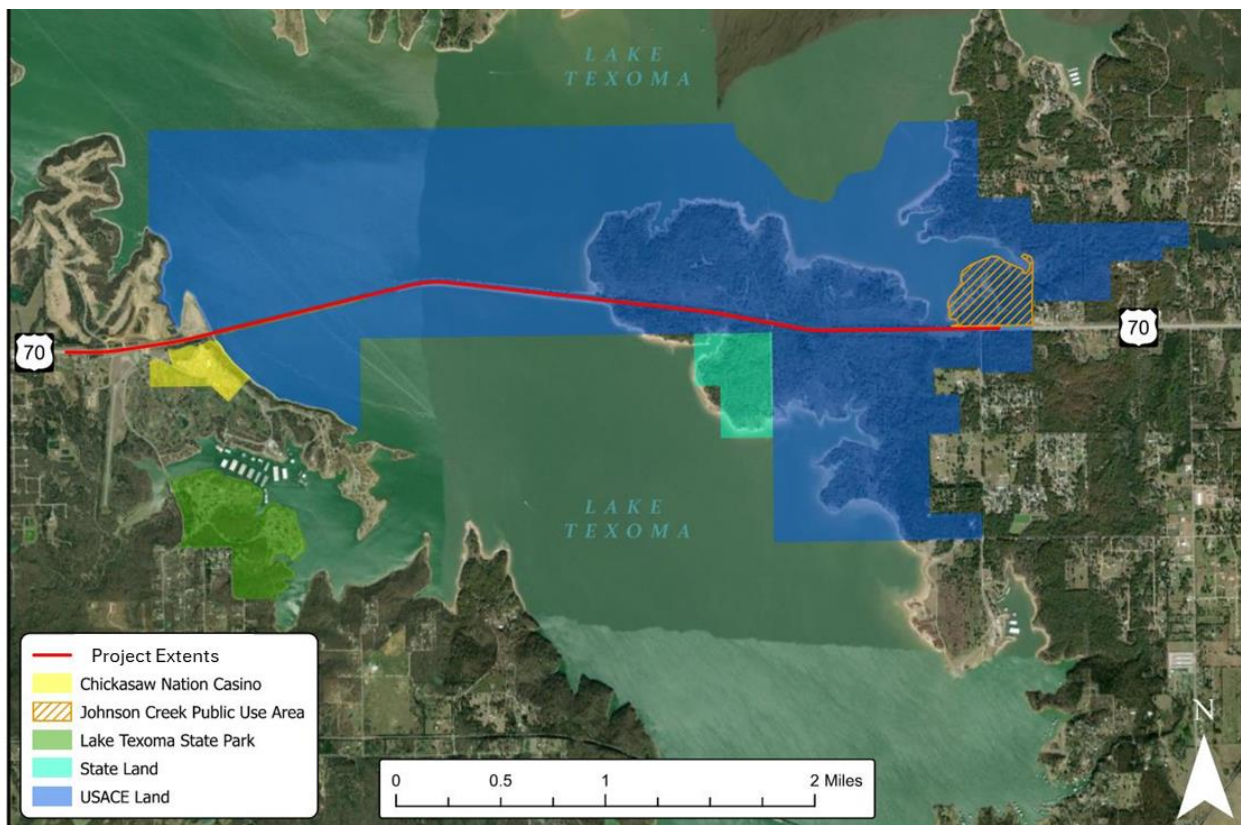 LAKE
TEXOMA
70
70
LAKE
TEXOMA
Project Extents
Chickasaw Nation Casino
Johnson Creek Public Use Area
Lake Texoma State Park
State Land
USACE Land
0 0.5 1 2 Miles
N